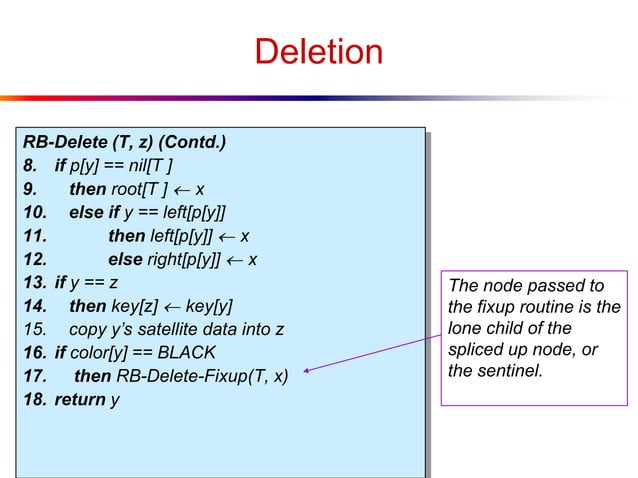 Deletion
RB-Delete (T, z) (Contd.)
8. if p[y] == nil[T ]
9. then root[T ] ← x
10. else if y == left[p[y]]
11. then left[p[y]] ← x
12. else right[p[y]] ← x
13. if y == z
14. then key[z] ← key[y]
15. copy y’s satellite data into z
16. if color[y] == BLACK
17. then RB-Delete-Fixup(T, x)
18. return y
The node passed to
the fixup routine is the
lone child of the
spliced up node, or
the sentinel.